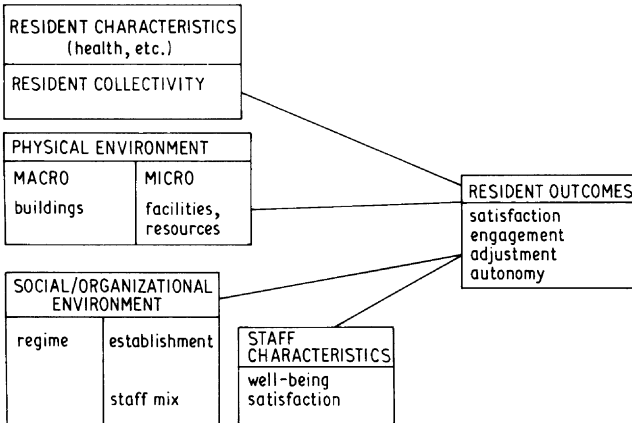 RESIDENT CHARACTERISTICS
(health, etc.)
RESIDENT COLLECTIVITY
PHYSICAL ENVIRONMENT
MACRO
buildings
MICRO
facilities,
resources
SOCIAL/ORGANIZATIONAL
ENVIRONMENT
regime
establishment
staff mix
STAFF
CHARACTERISTICS
well-being
satisfaction
RESIDENT OUTCOMES
satisfaction
engagement
adjustment
autonomy